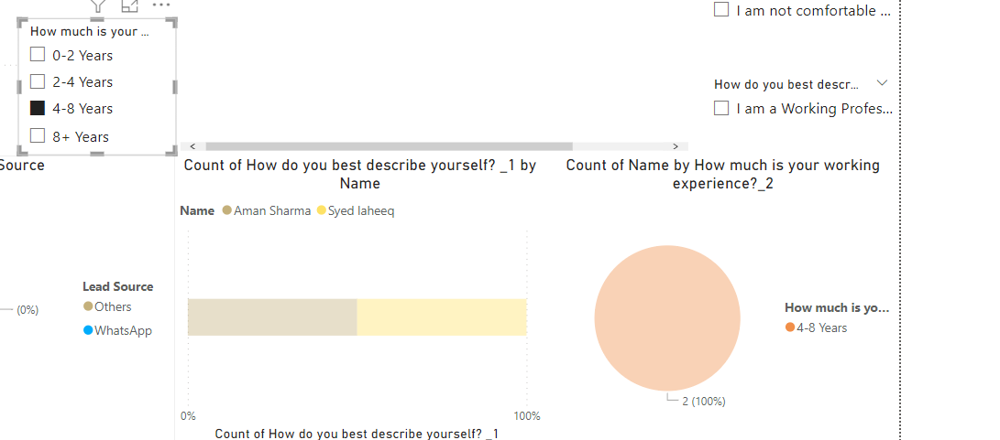 I am not comfortable ...
How much is your ...
0-2 Years
2-4 Years
4-8 Years
8+ Years
How do you best descr...
I am a Working Profes...
Source
Lead Source
Others
WhatsApp
(0%)
Count of How do you best describe yourself? _1 by
Name
Name Aman Sharma Syed laheeq
0% 100%
Count of How do you best describe yourself? _1
Count of Name by How much is your working
experience?_2
How much is yo...
4-8 Years
2 (100%)